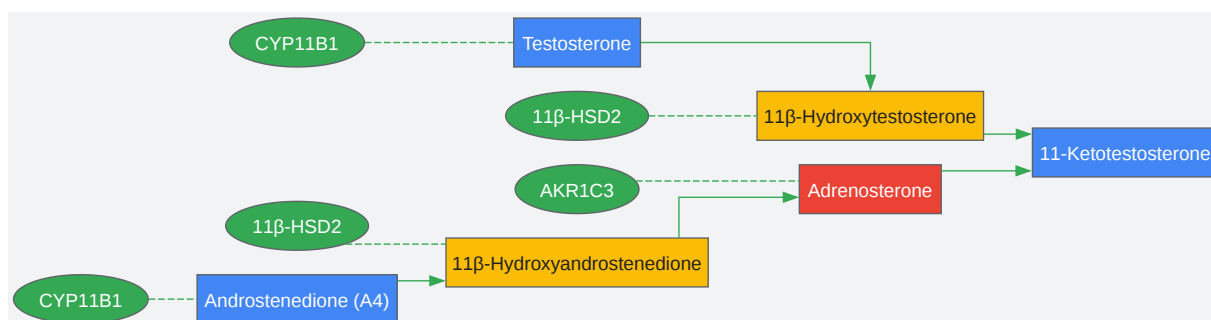 CYP11B1
Testosterone
11β-HSD2
11β-Hydroxytestosterone
11-Ketotestosterone
AKR1C3
Adrenosterone
11β-HSD2
11β-Hydroxyandrostenedione
CYP11B1
Androstenedione (A4)